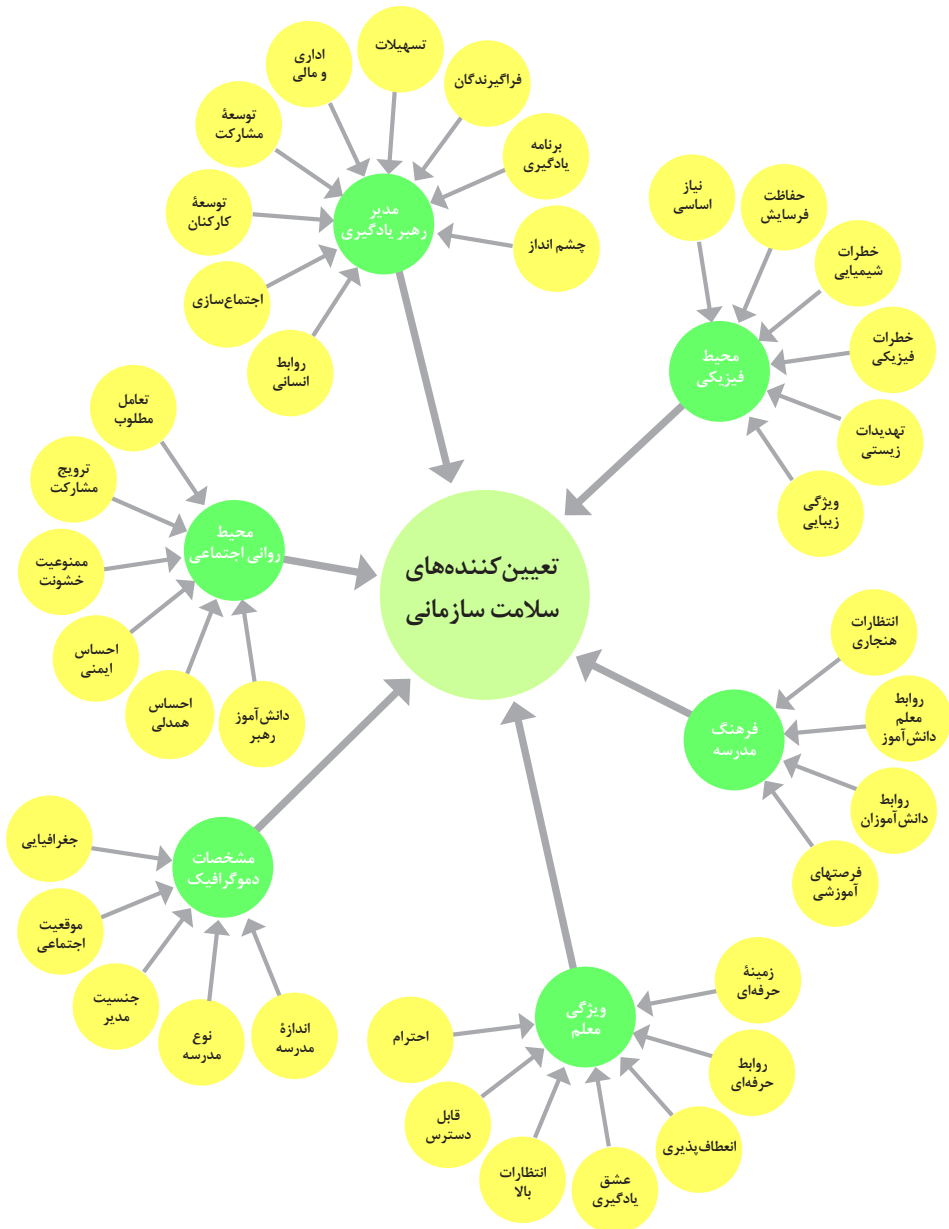 تعیین‌کننده‌های
سلامت سازمانی
مدیر
رهبر یادگیری
چشم انداز
برنامه
یادگیری
فراگیرندگان
تسهیلات
اداری
و مالی
توسعهٔ
مشارکت
توسعهٔ
کارکنان
اجتماع‌سازی
روابط
انسانی
محیط
فیزیکی
نیاز
اساسی
حفاظت
فرسایش
خطرات
شیمیایی
خطرات
فیزیکی
تهدیدات
زیستی
ویژگی
زیبایی
فرهنگ
مدرسه
انتظارات
هنجاری
روابط
معلم
دانش‌آموز
روابط
دانش‌آموزان
فرصتهای
آموزشی
ویژگی
معلم
زمینهٔ
حرفه‌ای
روابط
حرفه‌ای
انعطاف‌پذیری
عشق
یادگیری
انتظارات
بالا
قابل
دسترس
احترام
مشخصات
دموگرافیک
اندازهٔ
مدرسه
نوع
مدرسه
جنسیت
مدیر
موقعیت
اجتماعی
جغرافیایی
محیط
روانی اجتماعی
تعامل
مطلوب
ترویج
مشارکت
ممنوعیت
خشونت
احساس
ایمنی
احساس
همدلی
دانش‌آموز
رهبر